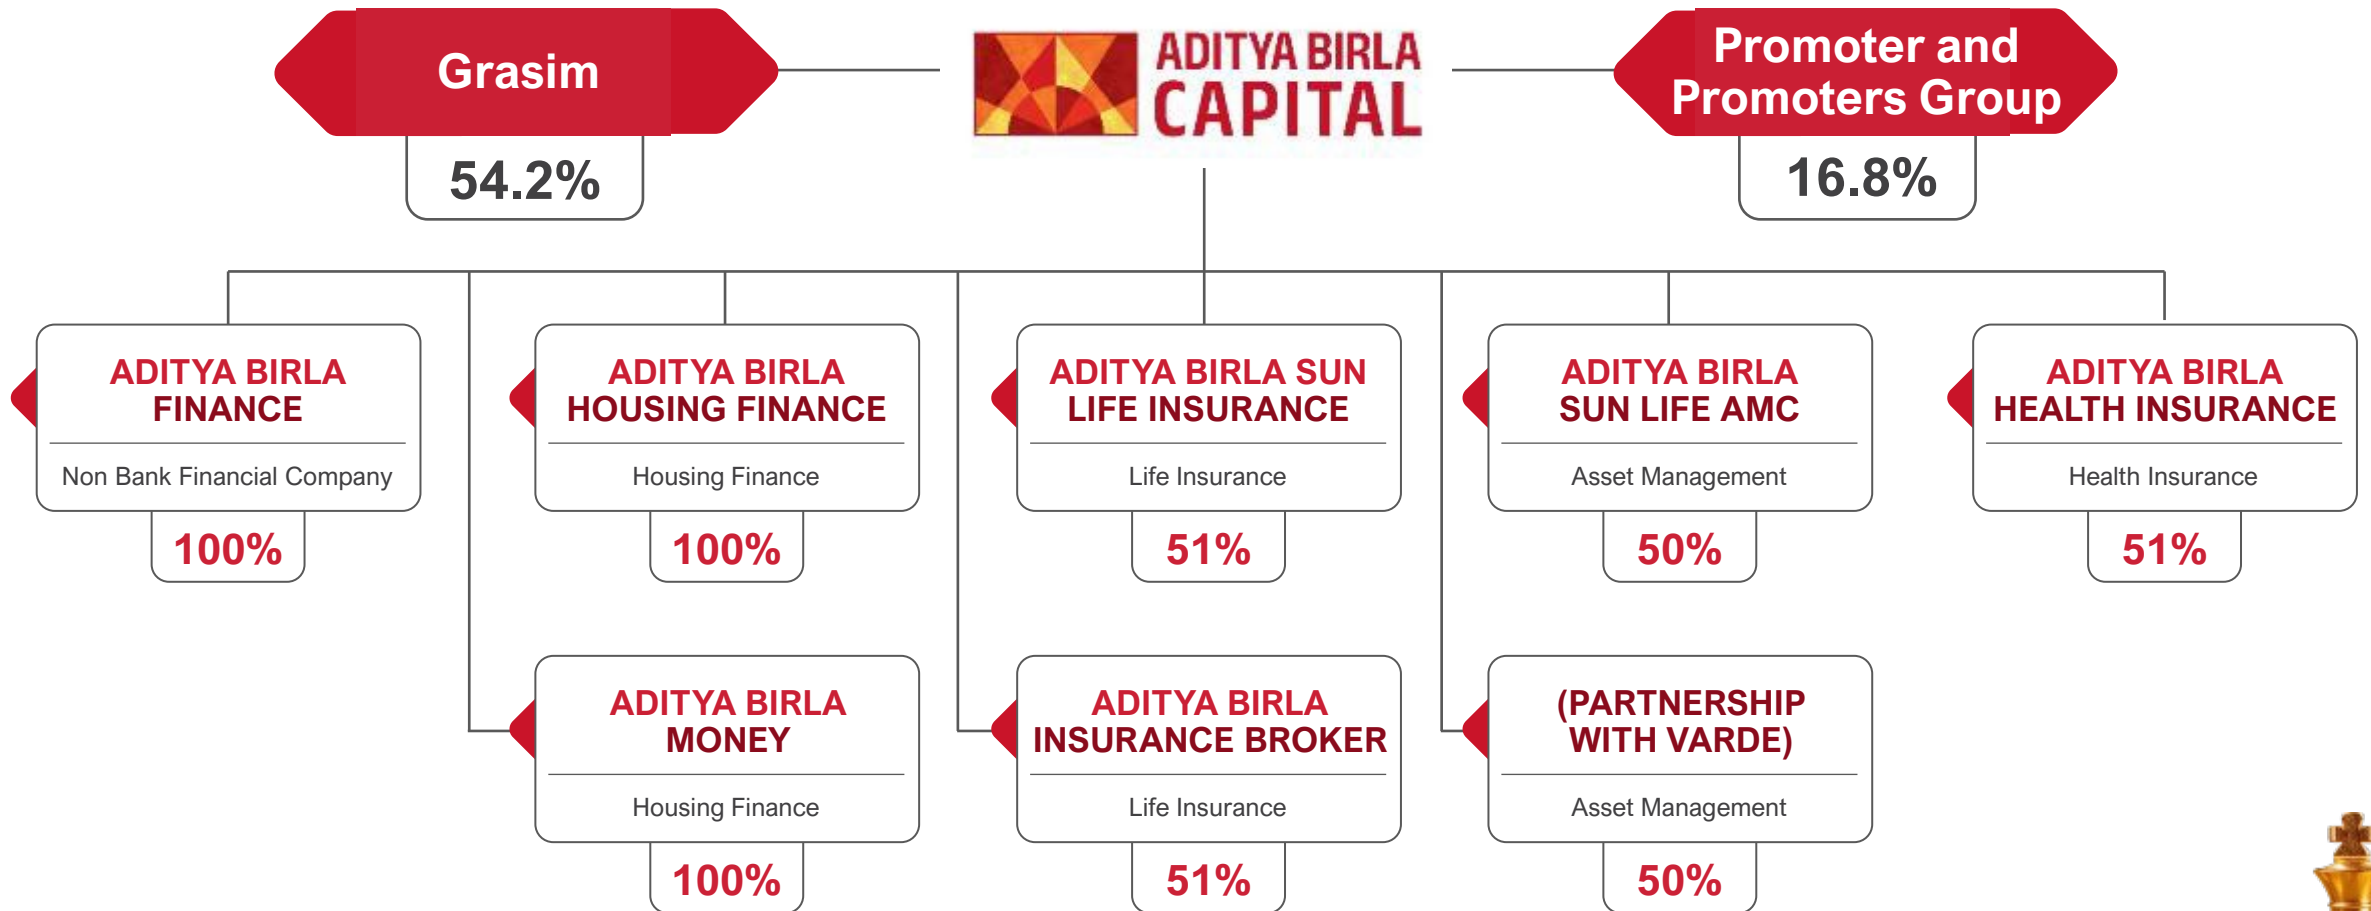 Grasim
54.2%
ADITYA BIRLA
CAPITAL
Promoter and
Promoters Group
16.8%
ADITYA BIRLA
FINANCE
Non Bank Financial Company
100%
ADITYA BIRLA
HOUSING FINANCE
Housing Finance
100%
ADITYA BIRLA SUN
LIFE INSURANCE
Life Insurance
51%
ADITYA BIRLA
SUN LIFE AMC
Asset Management
50%
ADITYA BIRLA
HEALTH INSURANCE
Health Insurance
51%
ADITYA BIRLA
MONEY
Housing Finance
100%
ADITYA BIRLA
INSURANCE BROKER
Life Insurance
51%
(PARTNERSHIP
WITH VARDE)
Asset Management
50%